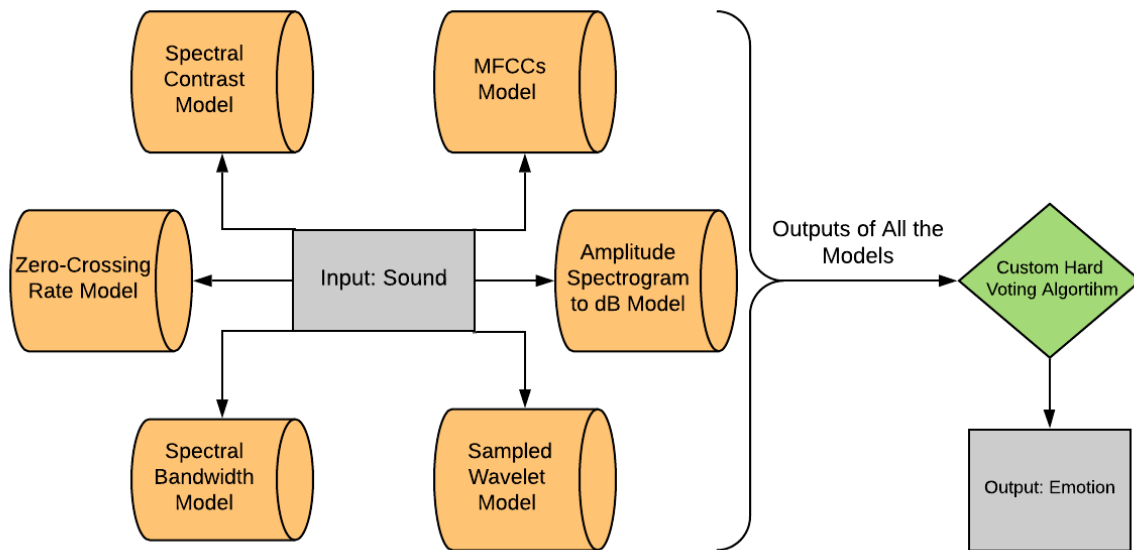 Spectral
Contrast
Model
MFCCs
Model
Zero-Crossing
Rate Model
Input: Sound
Amplitude
Spectrogram
to dB Model
Spectral
Bandwidth
Model
Sampled
Wavelet
Model
Outputs of All the
Models
Custom Hard
Voting Algortihm
Output: Emotion